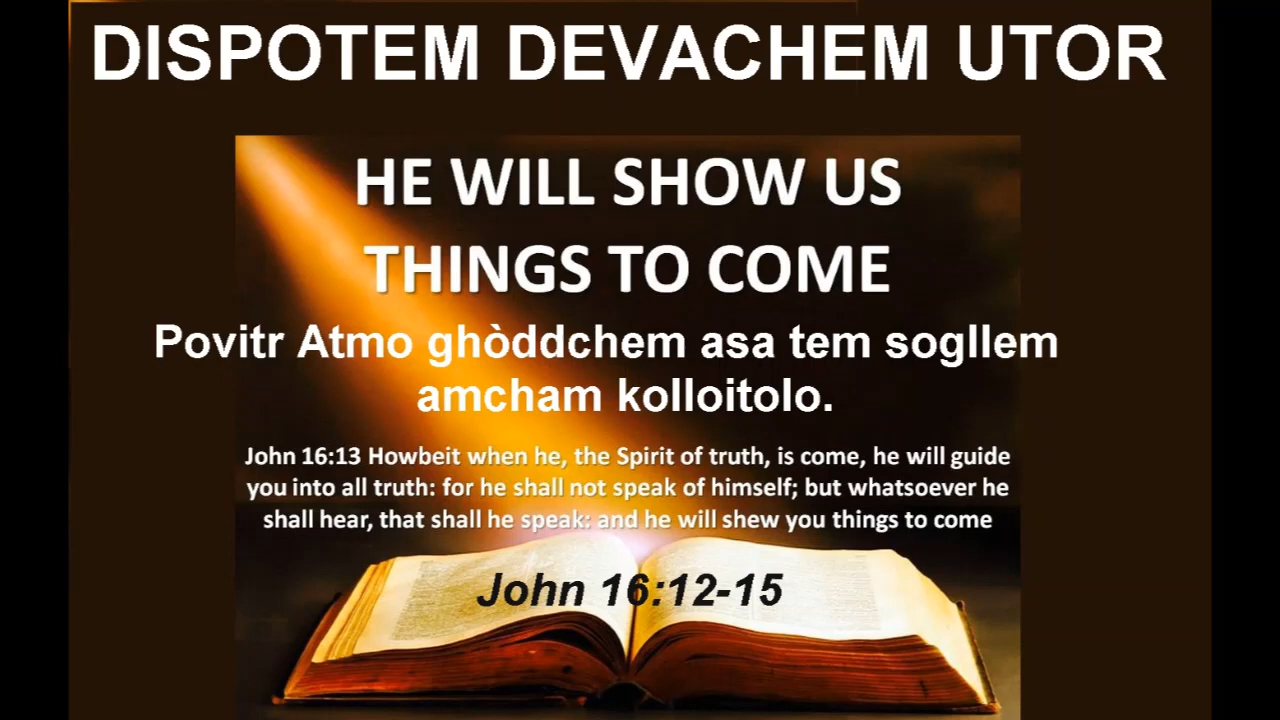 DISPOTEM DEVACHEM UTOR
HE WILL SHOW US
THINGS TO COME
Povitr Atmo ghòddchem asa tem sogllem
amcham kolloitolo.
John 16:13 Howbeit when he, the Spirit of truth, is come, he will guide
you into all truth: for he shall not speak of himself; but whatsoever he
shall hear, that shall he speak: and he will shew you things to come
John 16:12-15